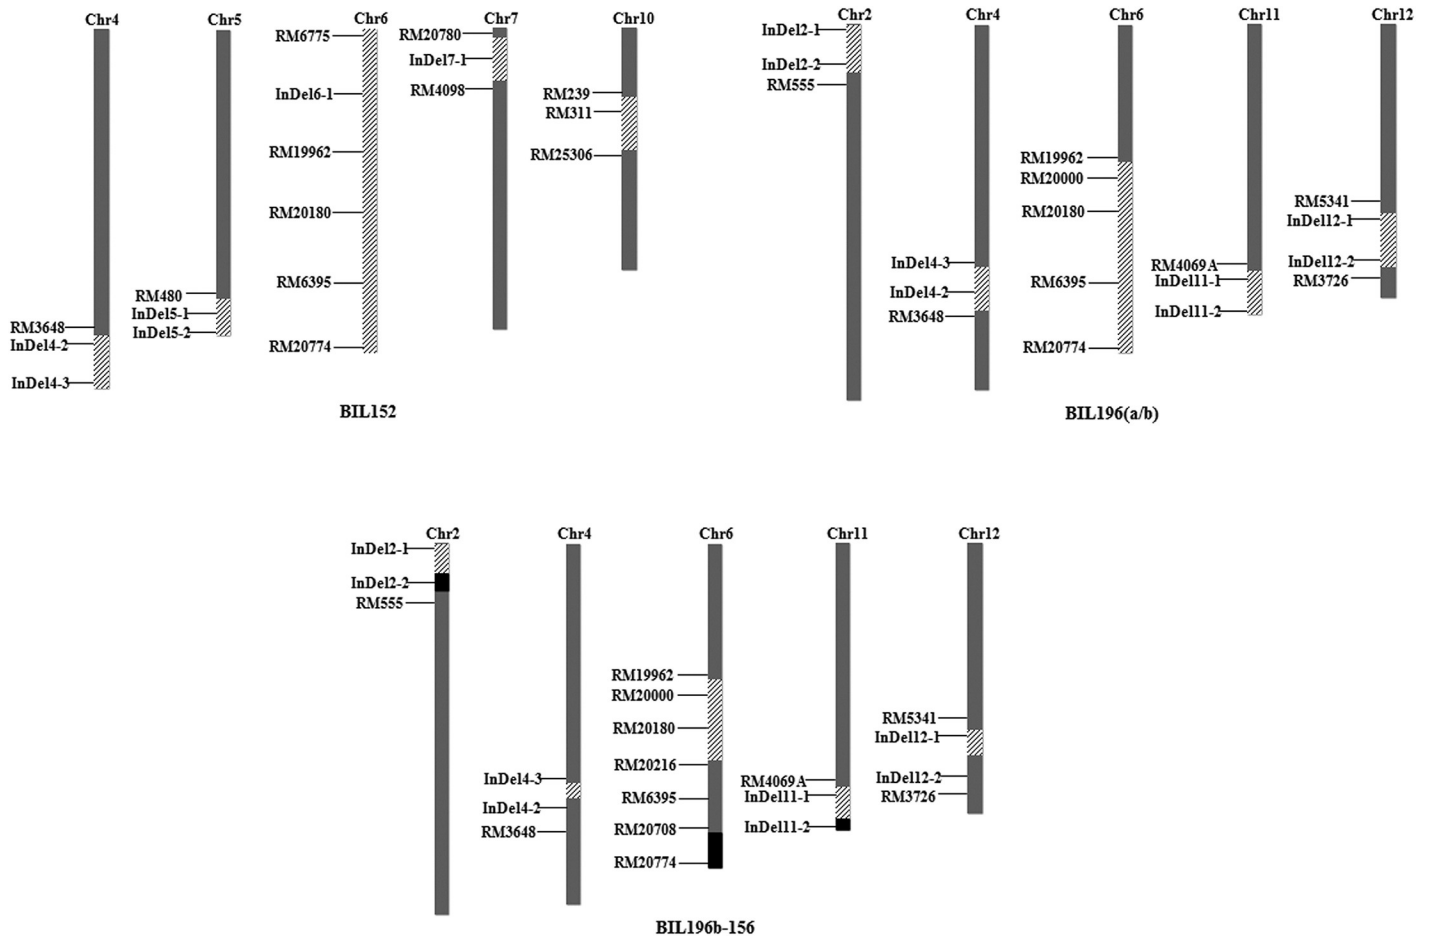 Chr4
RM3648
InDel4-2
InDel4-3
Chr5
RM480
InDel5-1
InDel5-2
Chr6
RM6775
InDel6-1
RM19962
RM20180
RM6395
RM20774
Chr7
RM20780
InDel7-1
RM4098
Chr10
RM239
RM311
RM25306
BIL152
Chr2
InDel2-1
InDel2-2
RM555
Chr4
InDel4-3
InDel4-2
RM3648
Chr6
RM19962
RM20000
RM20180
RM6395
RM20774
Chr11
RM4069A
InDel11-1
InDel11-2
Chr12
RM5341
InDel12-1
InDel12-2
RM3726
BIL196(a/b)
Chr2
InDel2-1
InDel2-2
RM555
Chr4
InDel4-3
InDel4-2
RM3648
Chr6
RM19962
RM20000
RM20180
RM20216
RM6395
RM20708
RM20774
Chr11
RM4069A
InDel11-1
InDel11-2
Chr12
RM5341
InDel12-1
InDel12-2
RM3726
BIL196b-156